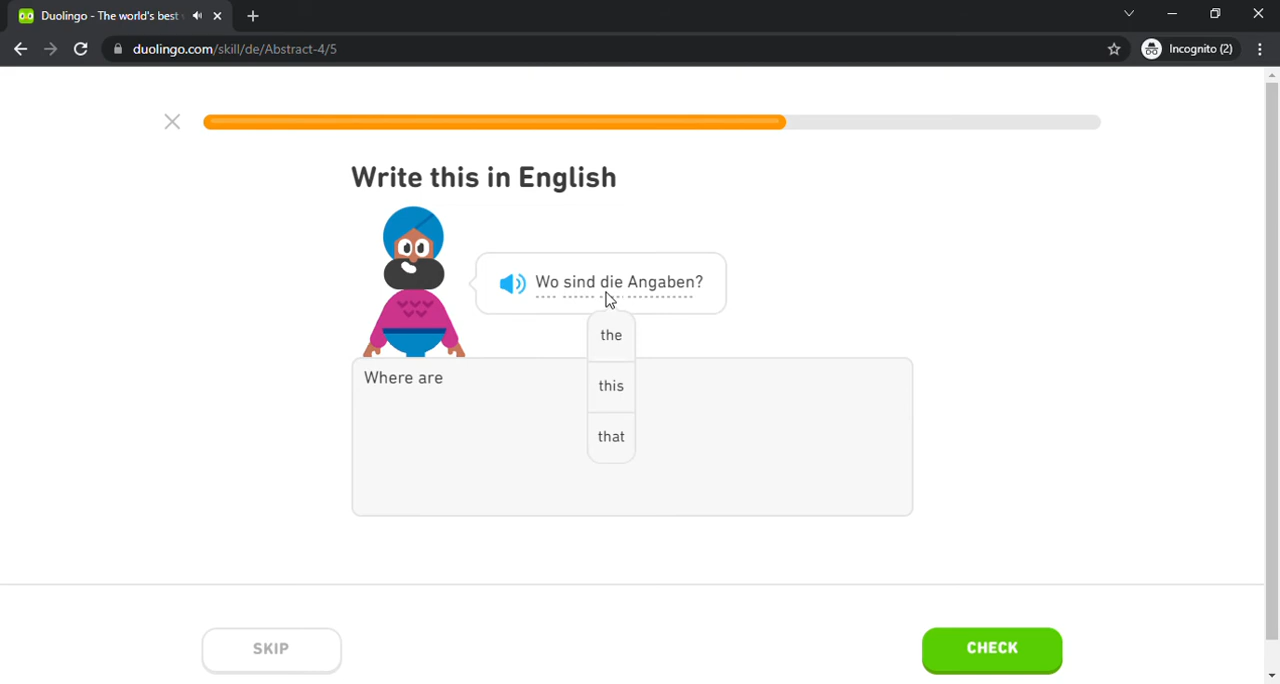 Duolingo - The world's best
duolingo.com/skill/de/Abstract-4/5
Incognito (2)
Write this in English
Wo sind die Angaben?
the
this
that
Where are
SKIP
CHECK